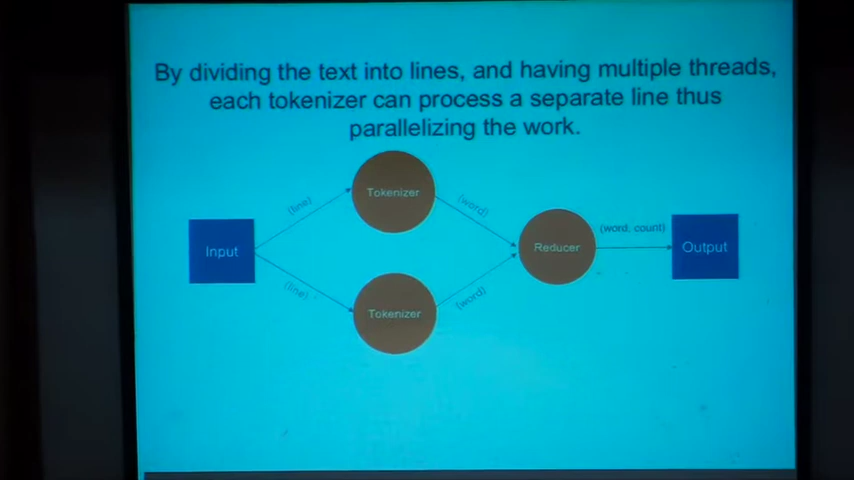 By dividing the text into lines, and having multiple threads,
each tokenizer can process a separate line thus
parallelizing the work.
Tokenizer
(line)
(word)
(word, count)
Input
Reducer
Output
(line)
(word)
Tokenizer